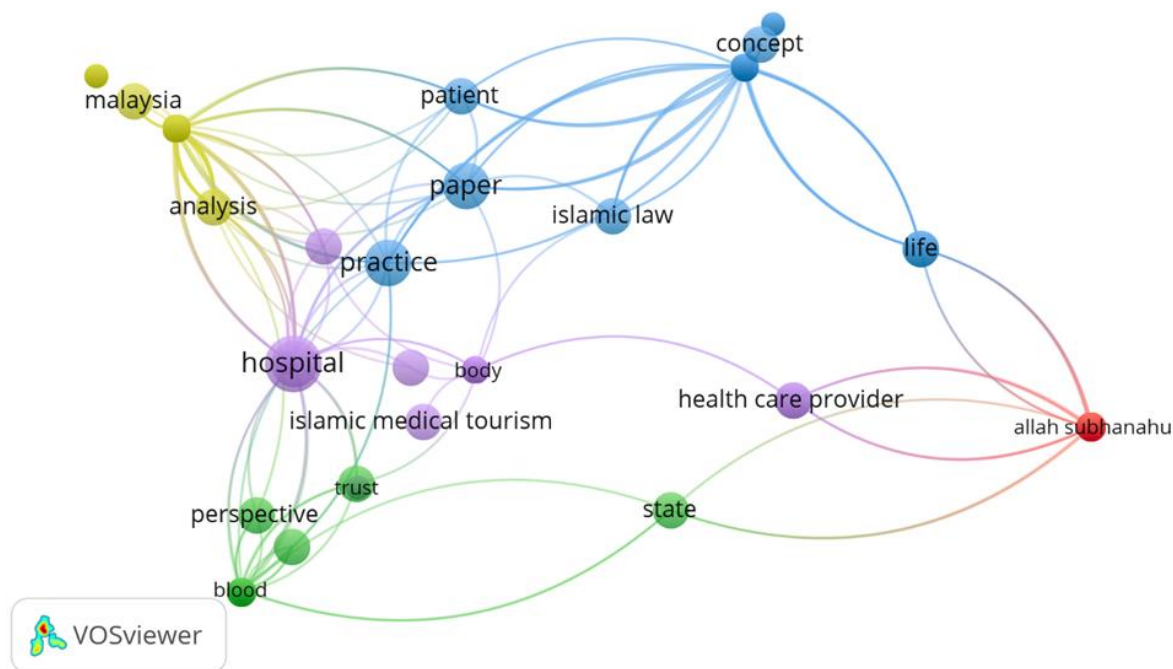 concept
malaysia
patient
paper
analysis
islamic law
practice
life
hospital
body
health care provider
islamic medical tourism
allah subhanahu
trust
perspective
state
blood
VOSviewer